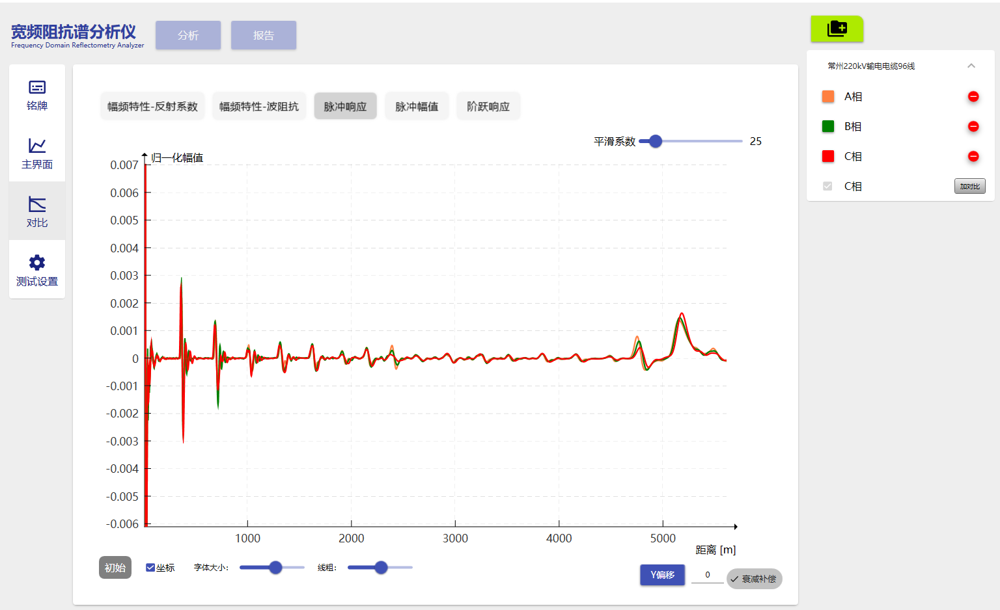 宽频阻抗谱分析仪
Frequency Domain Reflectometry Analyzer
分析
报告
铭牌
主界面
对比
测试设置
幅频特性-反射系数
幅频特性-波阻抗
脉冲响应
脉冲幅值
阶跃响应
平滑系数
25
归一化幅值
0.007
0.006
0.005
0.004
0.003
0.002
0.001
0
-0.001
-0.002
-0.003
-0.004
-0.005
-0.006
1000
2000
3000
4000
5000
距离 [m]
初始
坐标
字体大小:
线粗:
Y偏移
0
衰减补偿
常州220kV输电电缆96线
A相
B相
C相
C相
加对比